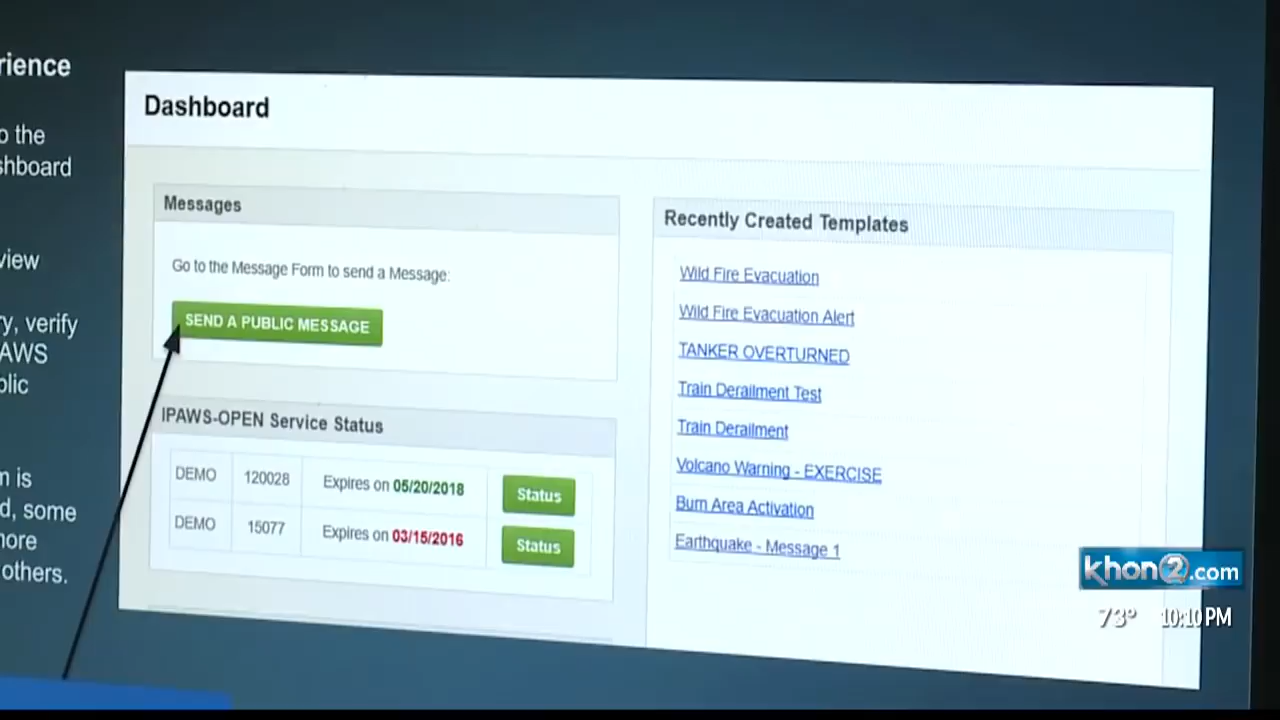 rience
o the
shboard
view
ry, verify
AWS
blic
m is
d, some
more
others.
Dashboard
Messages
Go to the Message Form to send a Message:
SEND A PUBLIC MESSAGE
IPAWS-OPEN Service Status
DEMO 120028 Expires on 05/20/2018 Status
DEMO 15077 Expires on 03/15/2016 Status
Recently Created Templates
Wild Fire Evacuation
Wild Fire Evacuation Alert
TANKER OVERTURNED
Train Derailment Test
Train Derailment
Volcano Warning - EXERCISE
Burn Area Activation
Earthquake - Message 1
khon2.com
73° 10:10 PM